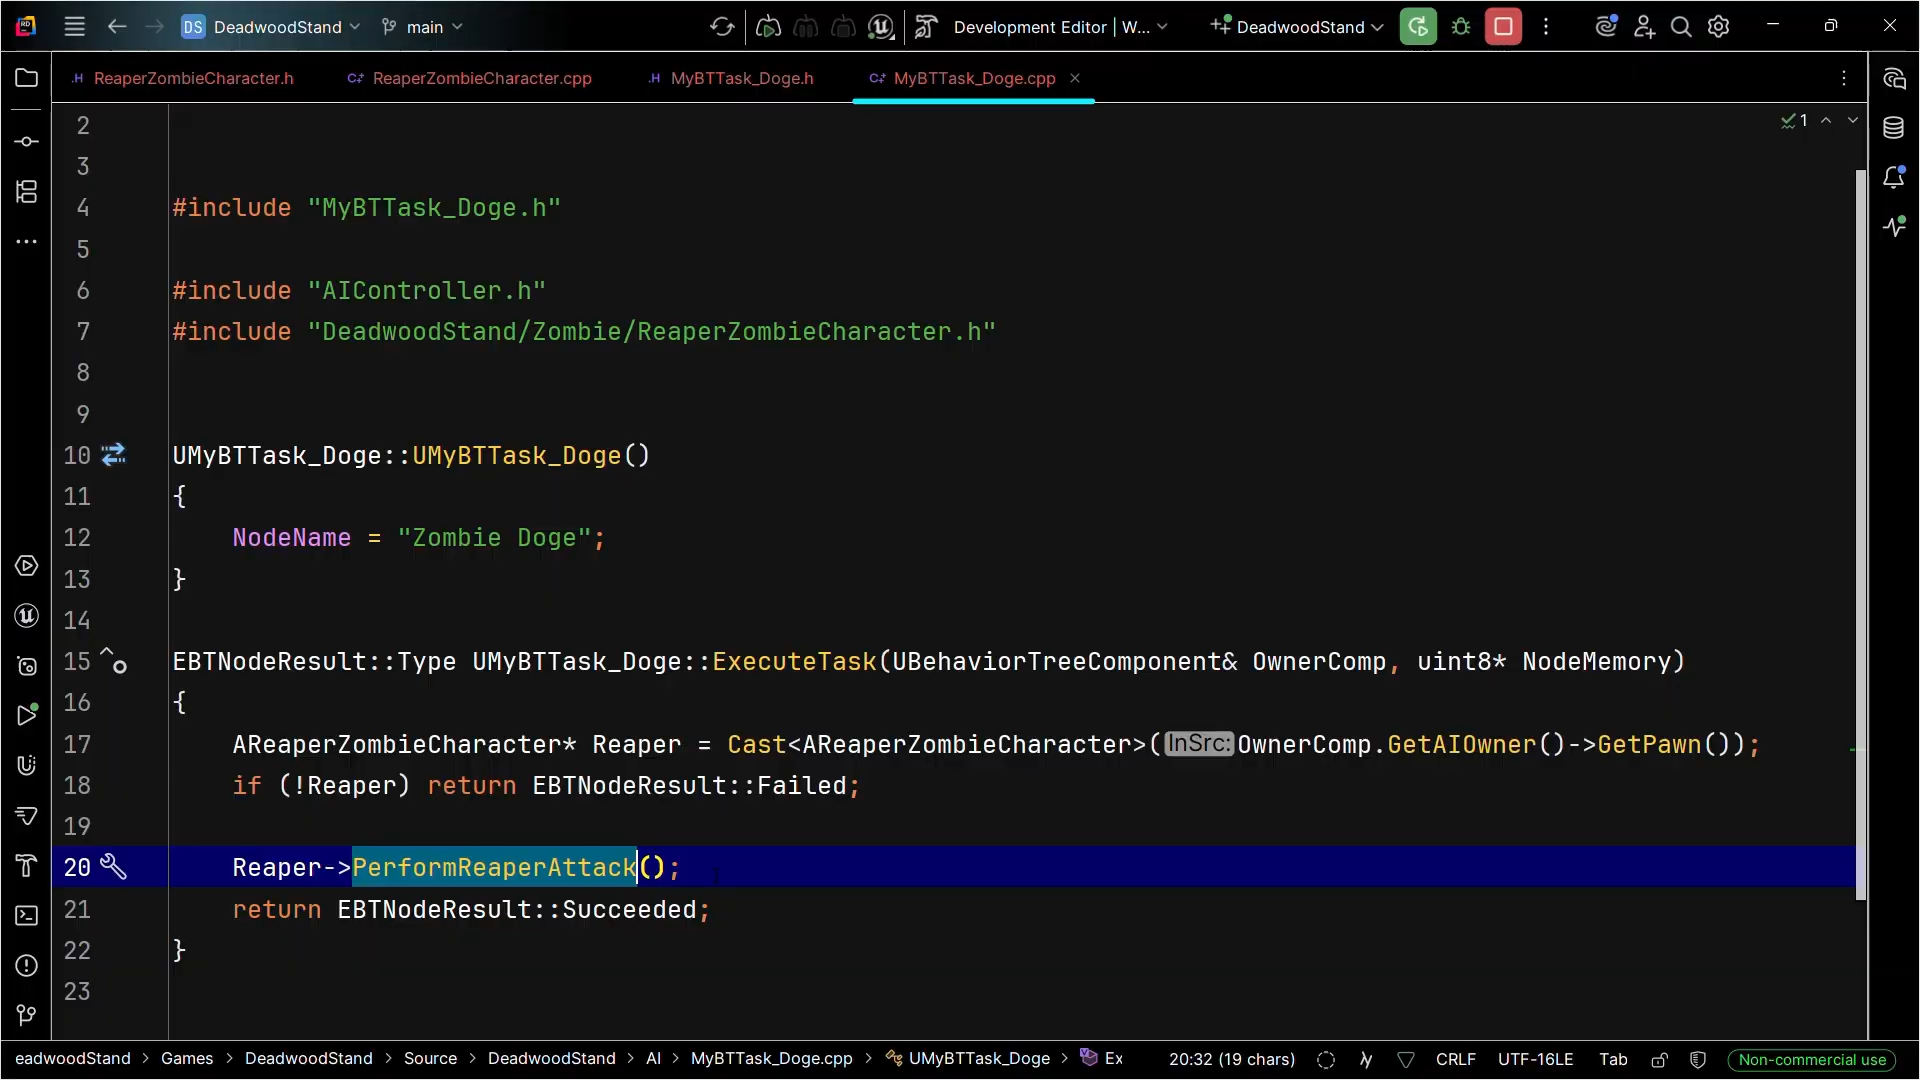 DS DeadwoodStand main Development Editor | W... DeadwoodStand
ReaperZombieCharacter.h ReaperZombieCharacter.cpp MyBTTask_Doge.h MyBTTask_Doge.cpp
1
2
3
4 #include "MyBTTask_Doge.h"
5
6 #include "AIController.h"
7 #include "DeadwoodStand/Zombie/ReaperZombieCharacter.h"
8
9
10 UMyBTTask_Doge::UMyBTTask_Doge()
11 {
12 NodeName = "Zombie Doge";
13 }
14
15 EBTNodeResult::Type UMyBTTask_Doge::ExecuteTask(UBehaviorTreeComponent& OwnerComp, uint8* NodeMemory)
16 {
17 AReaperZombieCharacter* Reaper = Cast<AReaperZombieCharacter>(InSrc:OwnerComp.GetAIOwner()->GetPawn());
18 if (!Reaper) return EBTNodeResult::Failed;
19
20 Reaper->PerformReaperAttack();
21 return EBTNodeResult::Succeeded;
22 }
23
eadwoodStand > Games > DeadwoodStand > Source > DeadwoodStand > AI > MyBTTask_Doge.cpp > UMyBTTask_Doge > Ex 20:32 (19 chars) CRLF UTF-16LE Tab Non-commercial use